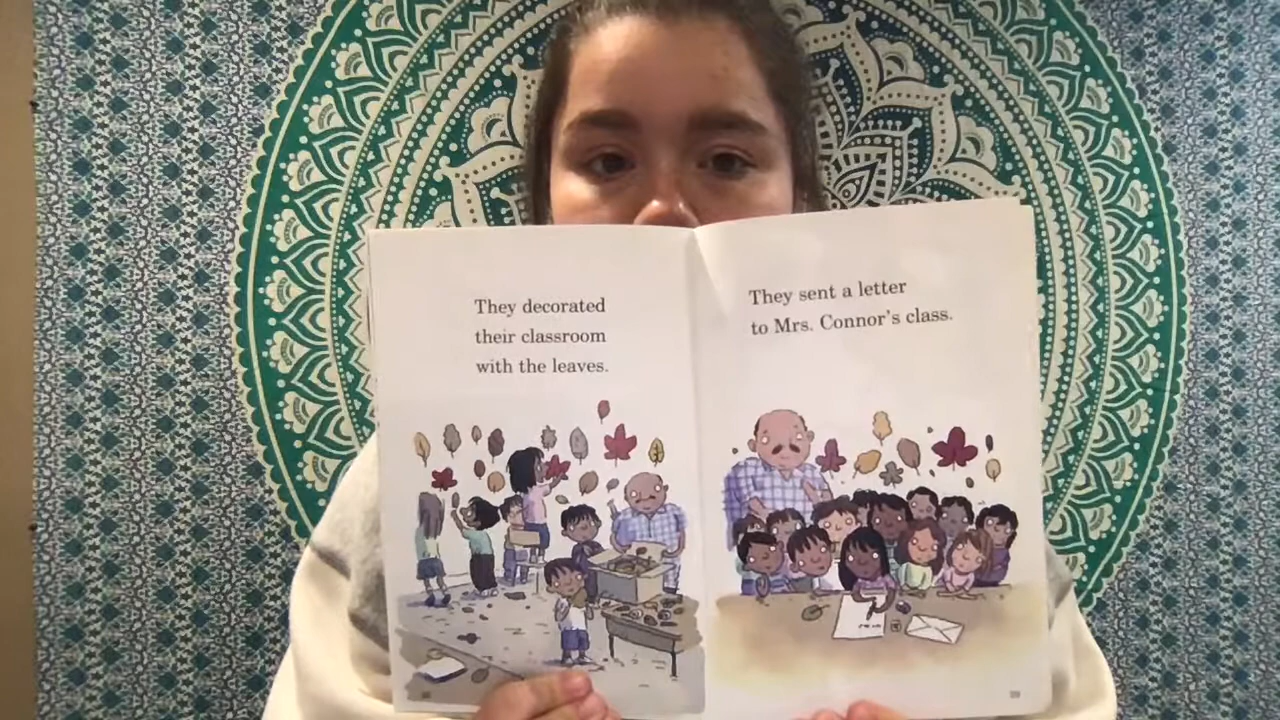 They decorated
their classroom
with the leaves.
They sent a letter
to Mrs. Connor's class.